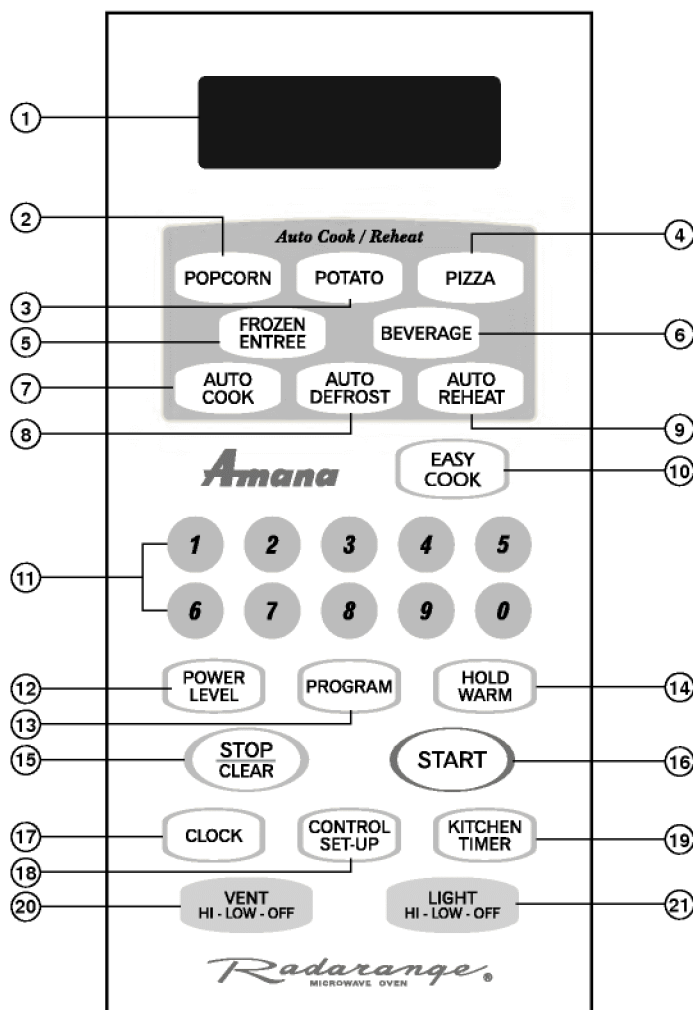 1
2
Auto Cook / Reheat
4
POPCORN
POTATO
PIZZA
3
5
FROZEN
ENTREE
BEVERAGE
6
7
AUTO
COOK
AUTO
DEFROST
AUTO
REHEAT
8
9
Amana
EASY
COOK
10
1 2 3 4 5
11
6 7 8 9 0
12
POWER
LEVEL
PROGRAM
HOLD
WARM
14
13
15
STOP
CLEAR
START
16
17
CLOCK
CONTROL
SET-UP
KITCHEN
TIMER
19
18
20
VENT
HI - LOW - OFF
LIGHT
HI - LOW - OFF
21
Radarange®
MICROWAVE OVEN